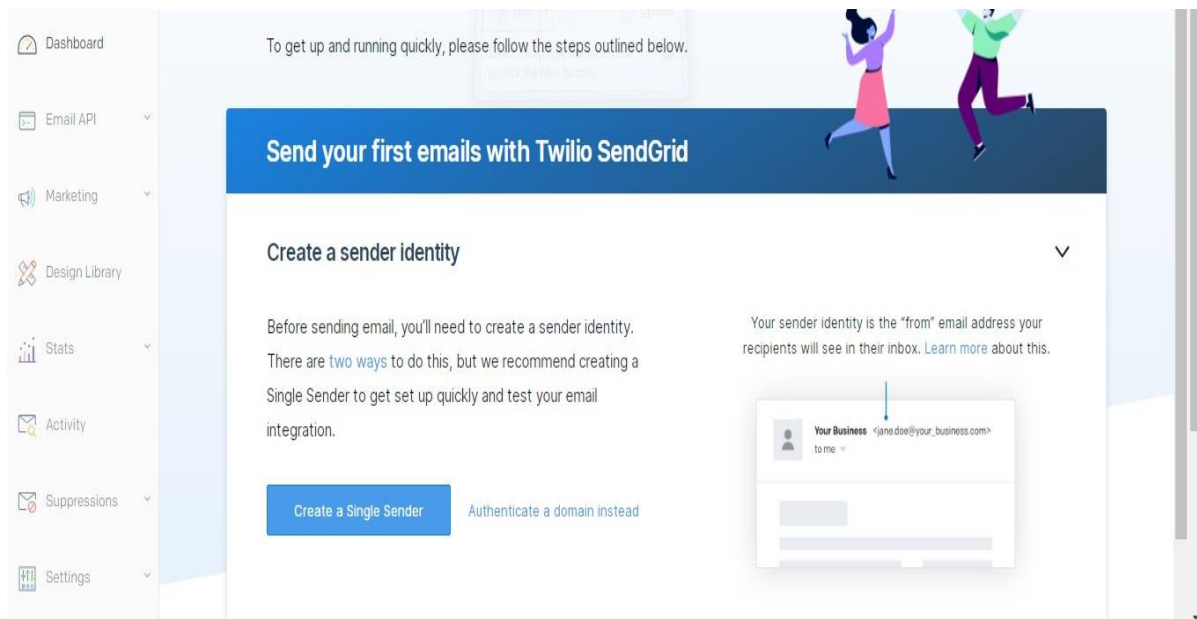 Dashboard
Email API
Marketing
Design Library
Stats
Activity
Suppressions
Settings
To get up and running quickly, please follow the steps outlined below.
or click the New button.
Send your first emails with Twilio SendGrid
Create a sender identity
Before sending email, you'll need to create a sender identity.
There are two ways to do this, but we recommend creating a
Single Sender to get set up quickly and test your email
integration.
Create a Single Sender
Authenticate a domain instead
Your sender identity is the “from” email address your
recipients will see in their inbox. Learn more about this.
Your Business <jane.doe@your_business.com>
to me